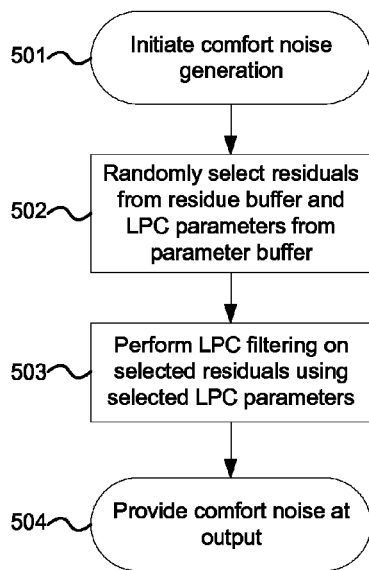 501
Initiate comfort noise
generation
502
Randomly select residuals
from residue buffer and
LPC parameters from
parameter buffer
503
Perform LPC filtering on
selected residuals using
selected LPC parameters
504
Provide comfort noise at
output